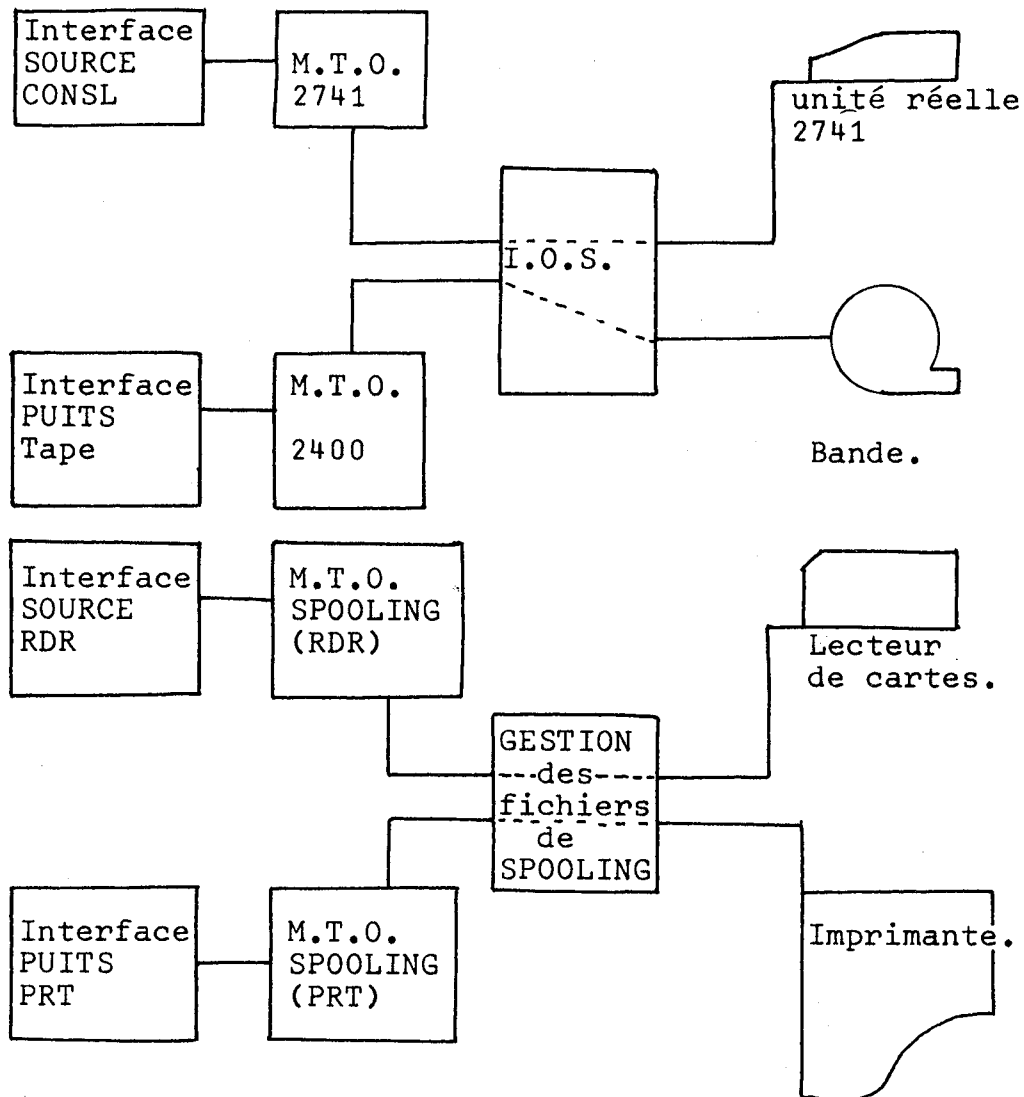 Interface
SOURCE
CONSL
M.T.O.
2741
unité réelle
2741
I.O.S.
Interface
PUITS
Tape
M.T.O.
2400
Bande.
Interface
SOURCE
RDR
M.T.O.
SPOOLING
(RDR)
Lecteur
de cartes.
GESTION
des
fichiers
de
SPOOLING
Interface
PUITS
PRT
M.T.O.
SPOOLING
(PRT)
Imprimante.